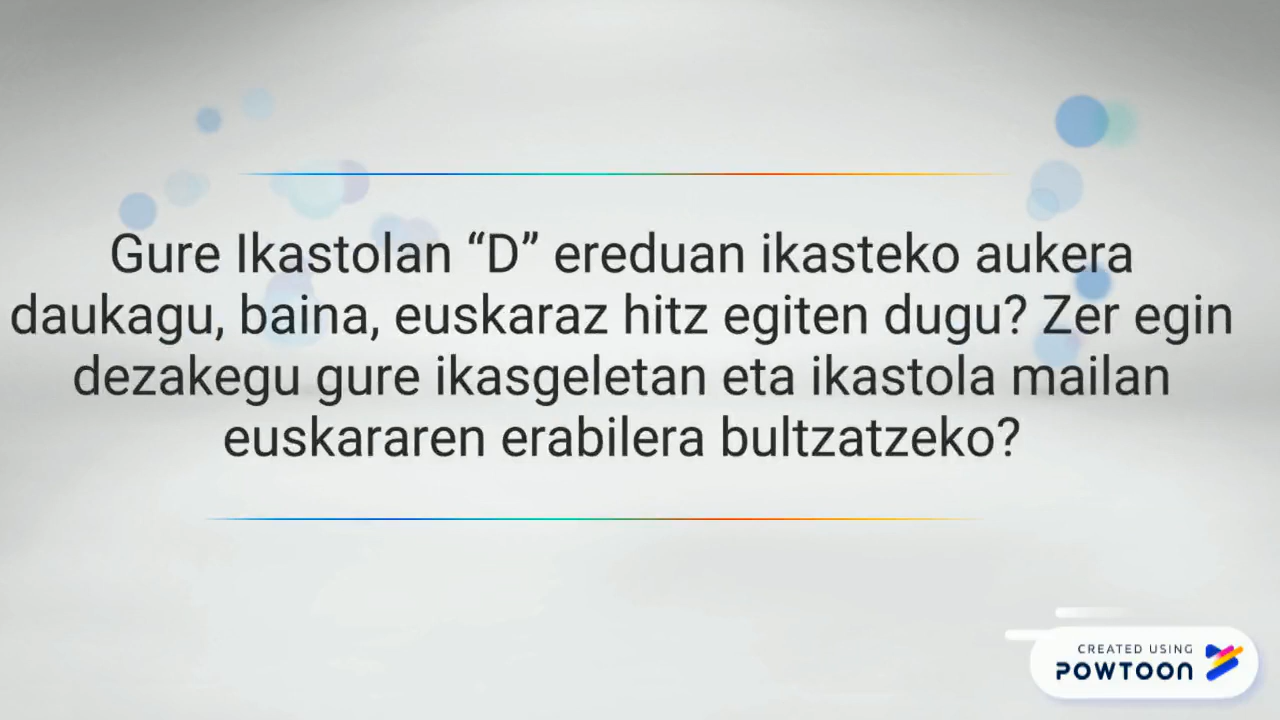 Gure Ikastolan “D” ereduan ikasteko aukera
daukagu, baina, euskaraz hitz egiten dugu? Zer egin
dezakegu gure ikasgeletan eta ikastola mailan
euskararen erabilera bultzatzeko?
CREATED USING
POWTOON